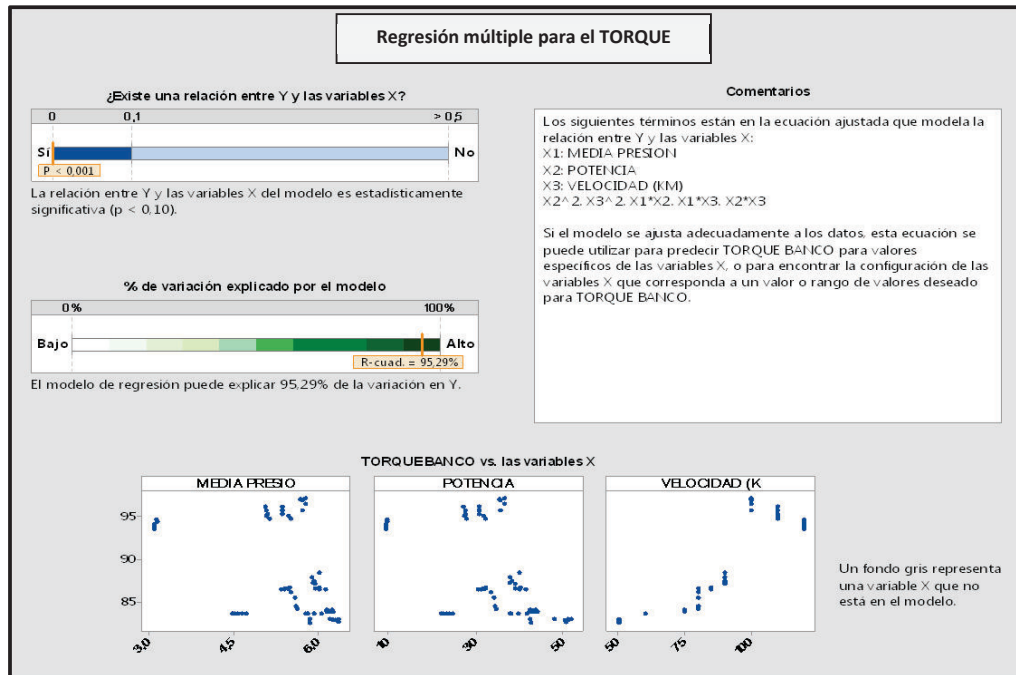 Regresión múltiple para el TORQUE
¿Existe una relación entre Y y las variables X?
0 0,1 > 0,5
Sí No
P < 0,001
La relación entre Y y las variables X del modelo es estadísticamente
significativa (p < 0,10).
% de variación explicado por el modelo
0% 100%
Bajo Alto
R-cuad. = 95,29%
El modelo de regresión puede explicar 95,29% de la variación en Y.
Comentarios
Los siguientes términos están en la ecuación ajustada que modela la
relación entre Y y las variables X:
X1: MEDIA PRESION
X2: POTENCIA
X3: VELOCIDAD (KM)
X2^2. X3^2. X1*X2. X1*X3. X2*X3
Si el modelo se ajusta adecuadamente a los datos, esta ecuación se
puede utilizar para predecir TORQUE BANCO para valores
específicos de las variables X, o para encontrar la configuración de las
variables X que corresponda a un valor o rango de valores deseado
para TORQUE BANCO.
TORQUEBANCO vs. las variables X
MEDIA PRESIO POTENCIA VELOCIDAD (K
95
90
85
3,0 4,5 6,0 10 30 50 50 75 100
Un fondo gris representa
una variable X que no
está en el modelo.